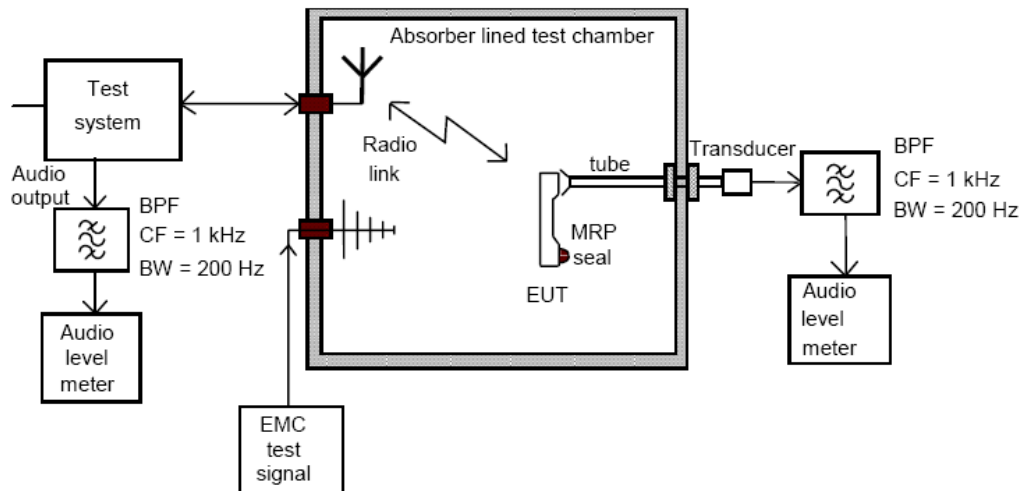 Absorber lined test chamber
Test
system
Radio
link
Audio
output
BPF
CF = 1 kHz
BW = 200 Hz
Audio
level
meter
EMC
test
signal
tube
Transducer
MRP
seal
EUT
BPF
CF = 1 kHz
BW = 200 Hz
Audio
level
meter